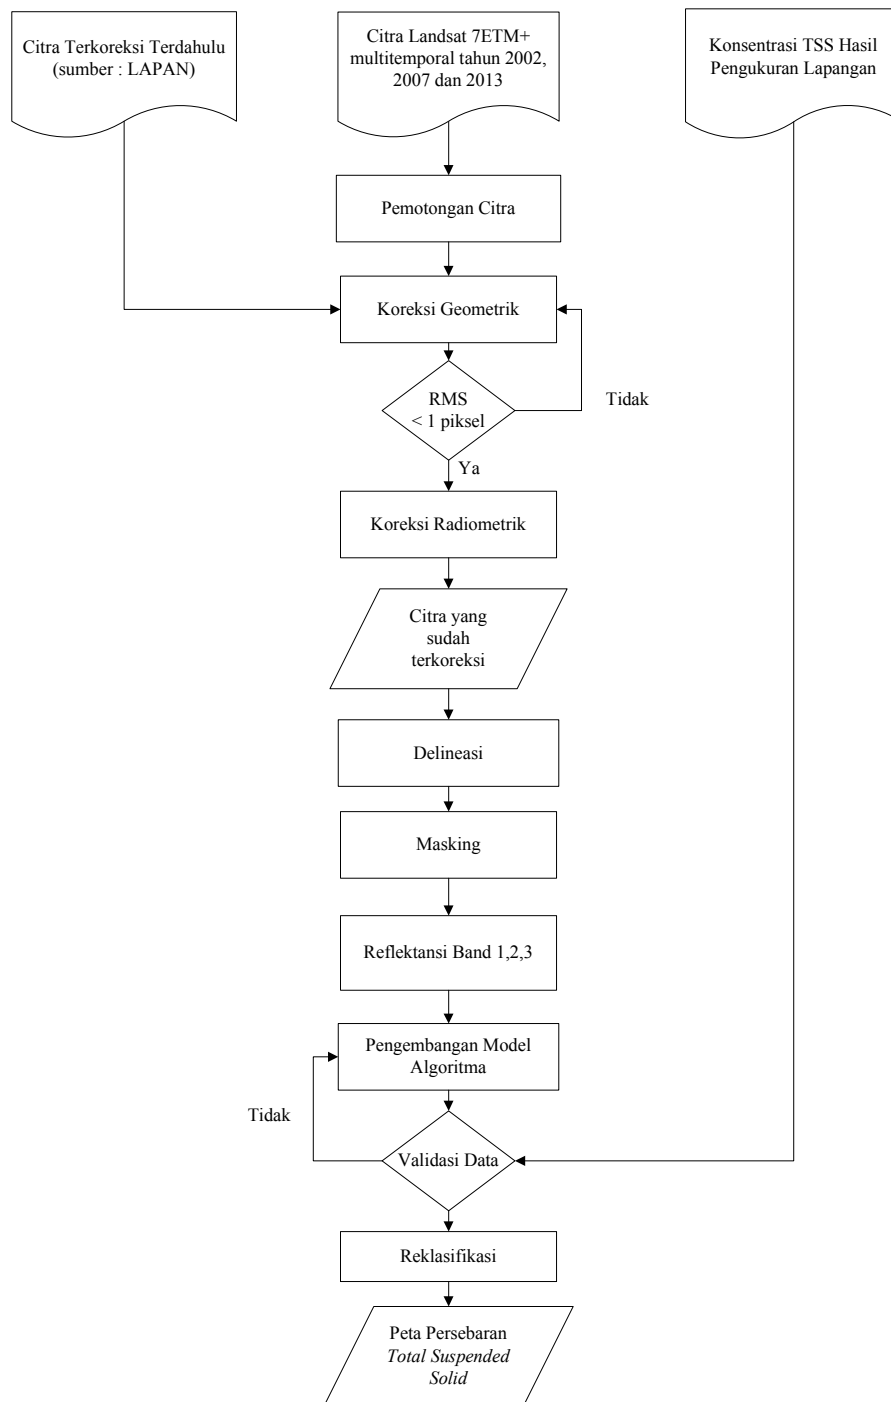 Citra Terkoreksi Terdahulu
(sumber : LAPAN)
Citra Landsat 7ETM+
multitemporal tahun 2002,
2007 dan 2013
Konsentrasi TSS Hasil
Pengukuran Lapangan
Pemotongan Citra
Koreksi Geometrik
RMS
< 1 piksel
Tidak
Ya
Koreksi Radiometrik
Citra yang
sudah
terkoreksi
Delineasi
Masking
Reflektansi Band 1,2,3
Pengembangan Model
Algoritma
Tidak
Validasi Data
Reklasifikasi
Peta Persebaran
Total Suspended
Solid